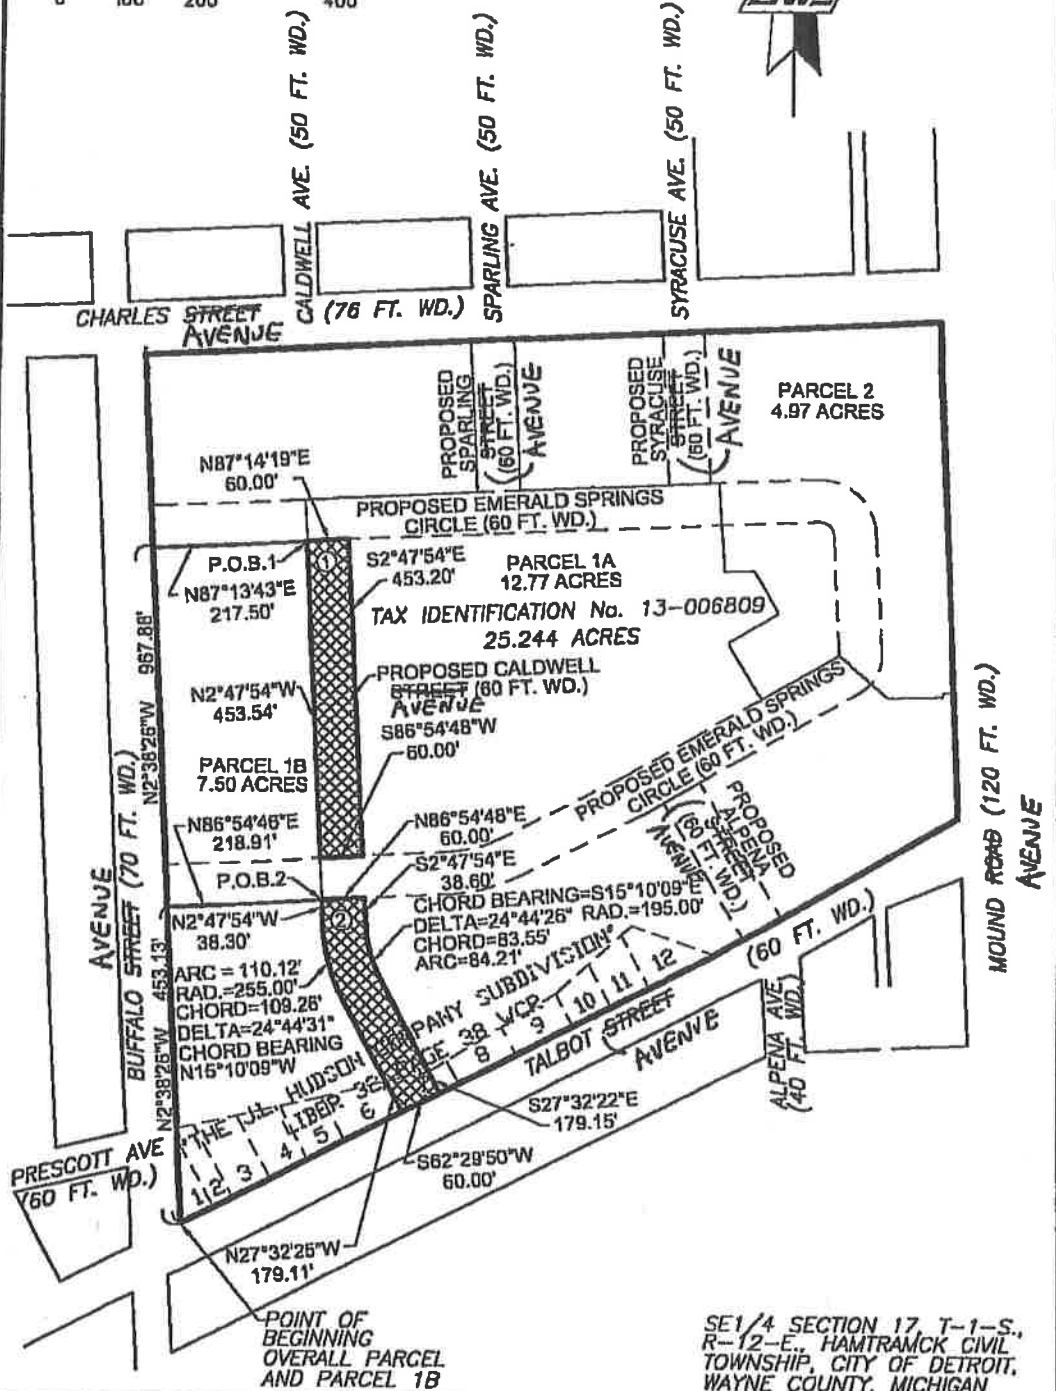 0 100 200 400
CALDWELL AVE. (50 FT. WD.)
SPARLING AVE. (50 FT. WD.)
SYRACUSE AVE. (50 FT. WD.)
CHARLES STREET (76 FT. WD.)
AVENUE
PROPOSED
SPARLING
STREET
(60 FT. WD.)
AVENUE
PROPOSED
SYRACUSE
STREET
(60 FT. WD.)
AVENUE
PARCEL 2
4.97 ACRES
N87°14'19"E
60.00'
PROPOSED EMERALD SPRINGS
CIRCLE (60 FT. WD.)
P.O.B.1
1
S2°47'54"E
453.20'
PARCEL 1A
12.77 ACRES
N87°13'43"E
217.50'
TAX IDENTIFICATION No. 13-006809
25.244 ACRES
N2°38'26"W 967.88'
PROPOSED CALDWELL
STREET (60 FT. WD.)
AVENUE
N2°47'54"W
453.54'
S86°54'48"W
60.00'
PARCEL 1B
7.50 ACRES
PROPOSED EMERALD SPRINGS
CIRCLE (60 FT. WD.)
N86°54'46"E
218.91'
N86°54'48"E
60.00'
PROPOSED
ALPENA
STREET
(60 FT. WD.)
AVENUE
MOUND ROAD (120 FT. WD.)
AVENUE
BUFFALO STREET (70 FT. WD.)
AVENUE
P.O.B.2
S2°47'54"E
38.60'
2
CHORD BEARING=S15°10'09"E
DELTA=24°44'26" RAD.=195.00'
CHORD=83.55'
ARC=84.21'
N2°47'54"W
38.30'
N2°38'26"W 453.13'
ARC = 110.12'
RAD.=255.00'
CHORD=109.26'
DELTA=24°44'31"
CHORD BEARING
N15°10'09"W
"THE J.L. HUDSON PANY SUBDIVISION"
LIBER 32 GE 38 WCR
1 2 3 4 5 6 8 9 10 11 12
TALBOT STREET (60 FT. WD.)
AVENUE
ALPENA AVE.
(40 FT. WD.)
PRESCOTT AVE
(60 FT. WD.)
S27°32'22"E
179.15'
S62°29'50"W
60.00'
N27°32'25"W
179.11'
POINT OF
BEGINNING
OVERALL PARCEL
AND PARCEL 1B
SE1/4 SECTION 17, T-1-S.,
R-12-E., HAMTRAMCK CIVIL
TOWNSHIP, CITY OF DETROIT,
WAYNE COUNTY, MICHIGAN